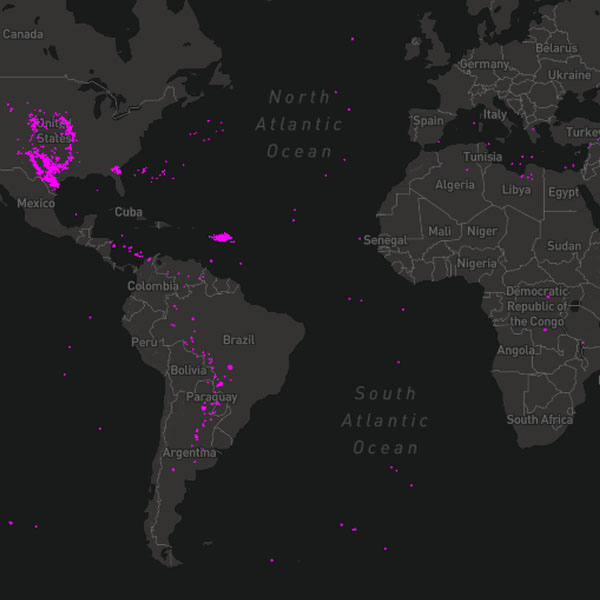 Canada
Belarus
Germany
Ukraine
North
Atlantic
Ocean
Italy
Spain
United
States
Turkey
Tunisia
Algeria
Libya
Egypt
Mexico
Cuba
Mali
Niger
Senegal
Sudan
Nigeria
Colombia
Democratic
Republic of
the Congo
Peru
Brazil
Angola
Bolivia
Paraguay
South
Atlantic
Ocean
South Africa
Argentina